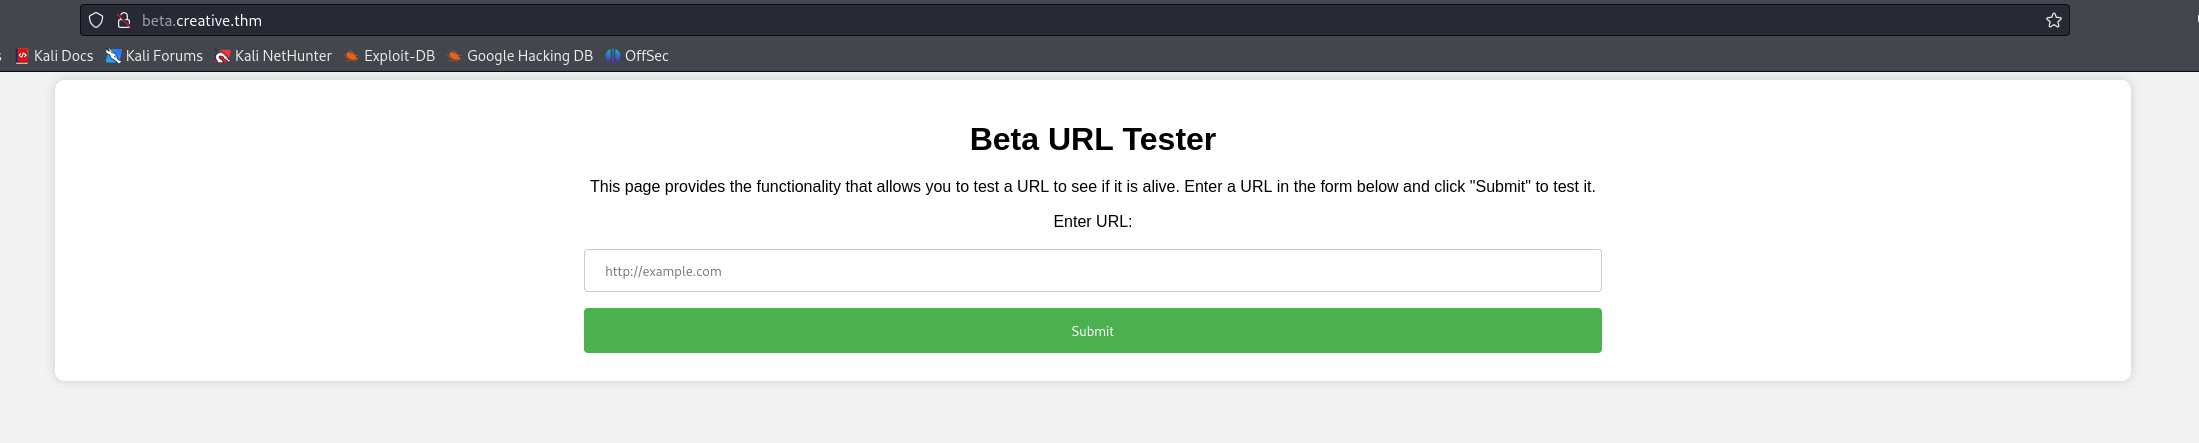 beta.creative.thm
Kali Docs Kali Forums Kali NetHunter Exploit-DB Google Hacking DB OffSec
Beta URL Tester
This page provides the functionality that allows you to test a URL to see if it is alive. Enter a URL in the form below and click "Submit" to test it.
Enter URL:
http://example.com
Submit